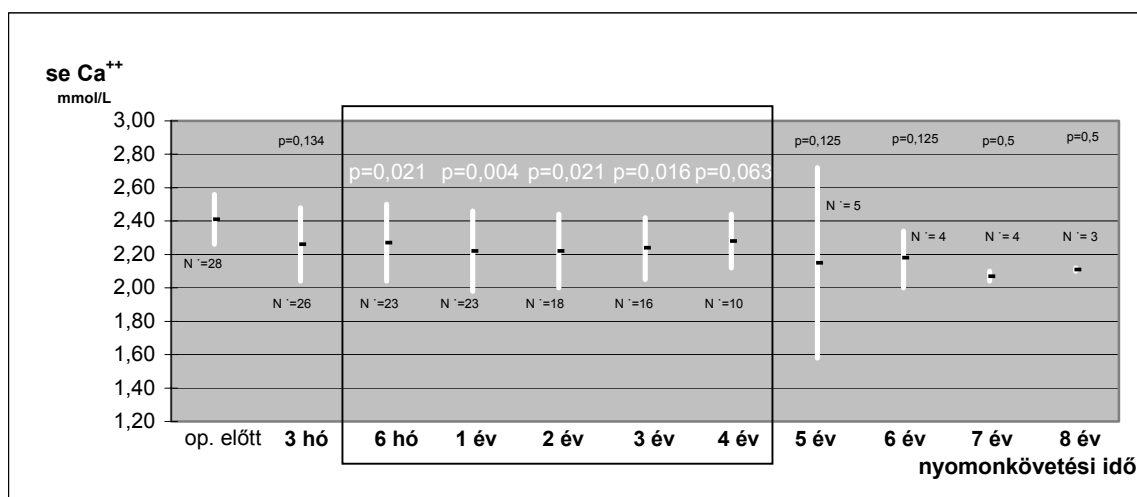 se Ca++
mmol/L
3,00
2,80
2,60
2,40
2,20
2,00
1,80
1,60
1,40
1,20
p=0,134
p=0,021
p=0,004
p=0,021
p=0,016
p=0,063
p=0,125
p=0,125
p=0,5
p=0,5
N ˙=28
N ˙=26
N ˙=23
N ˙=23
N ˙=18
N ˙=16
N ˙=10
N ˙= 5
N ˙= 4
N ˙= 4
N ˙= 3
op. előtt
3 hó
6 hó
1 év
2 év
3 év
4 év
5 év
6 év
7 év
8 év
nyomonkövetési idő